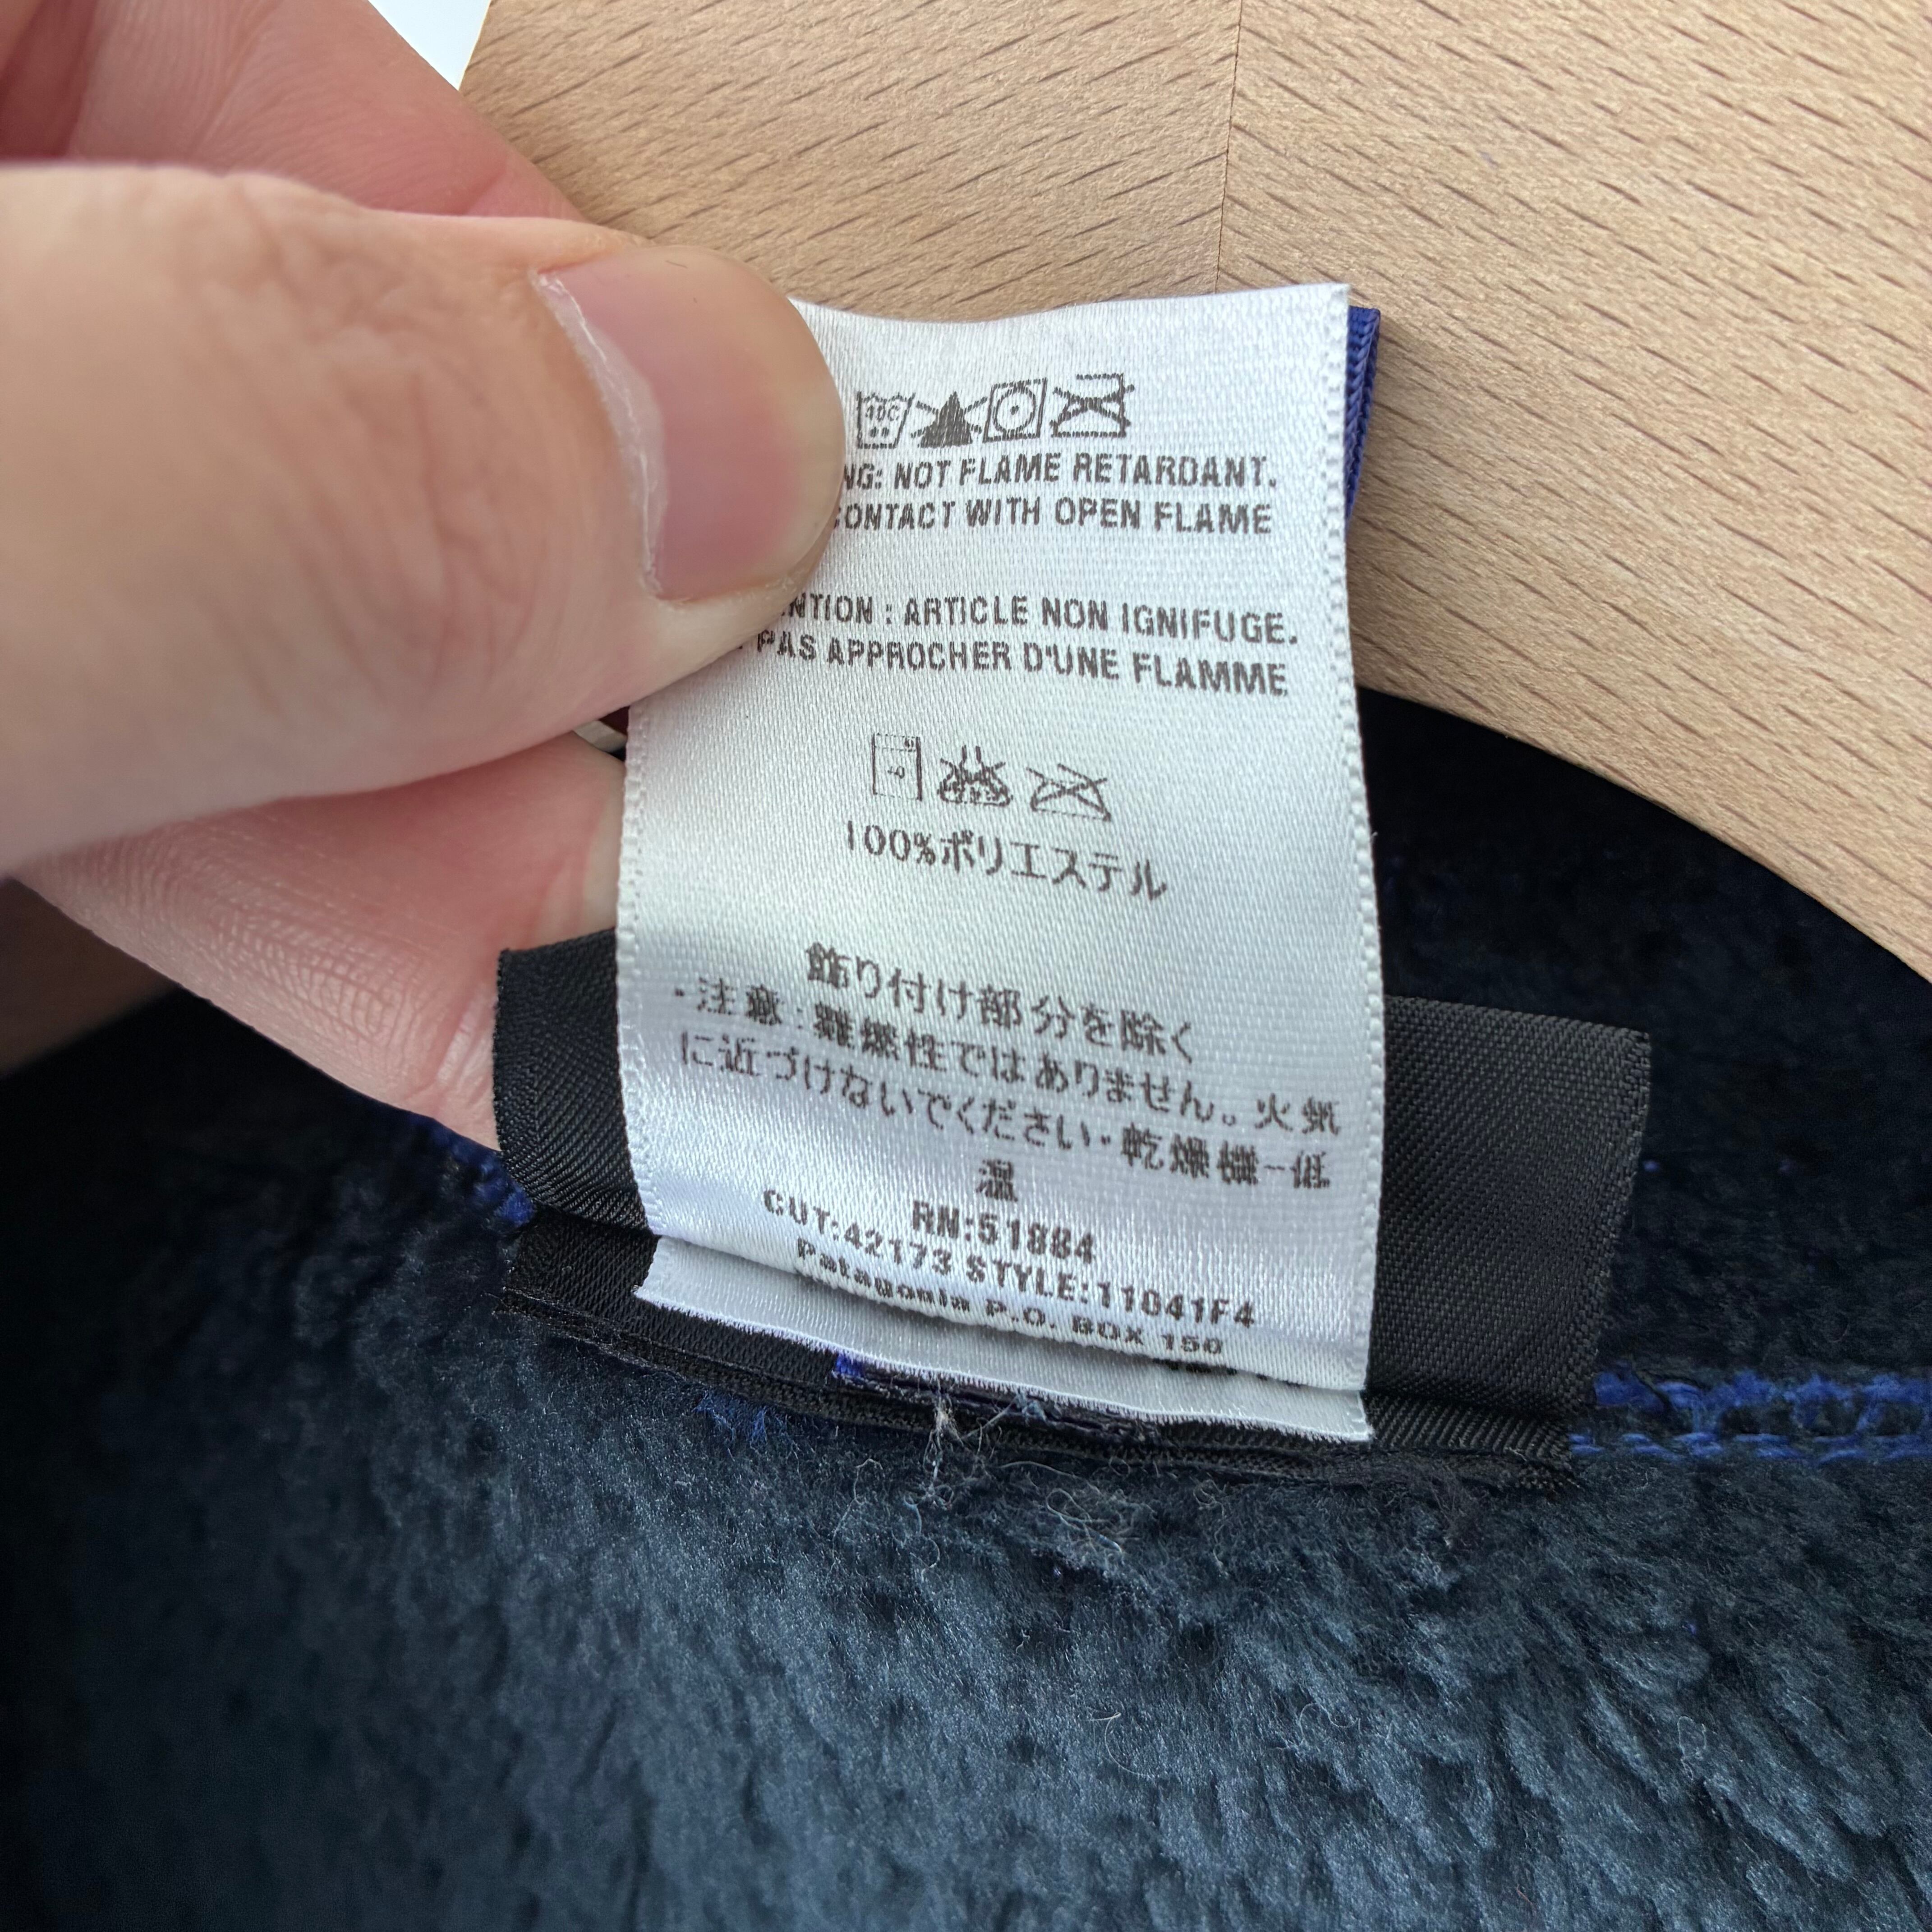 NG: NOT FLAME RETARDANT.
CONTACT WITH OPEN FLAME
NTION : ARTICLE NON IGNIFUGE.
PAS APPROCHER D'UNE FLAMME
100%ポリエステル
飾り付け部分を除く
・注意:難燃性ではありません。火気
に近づけないでください・乾燥機−低
温
RN:51884
CUT:42173 STYLE:11041F4
Patagonia P.O. BOX 150